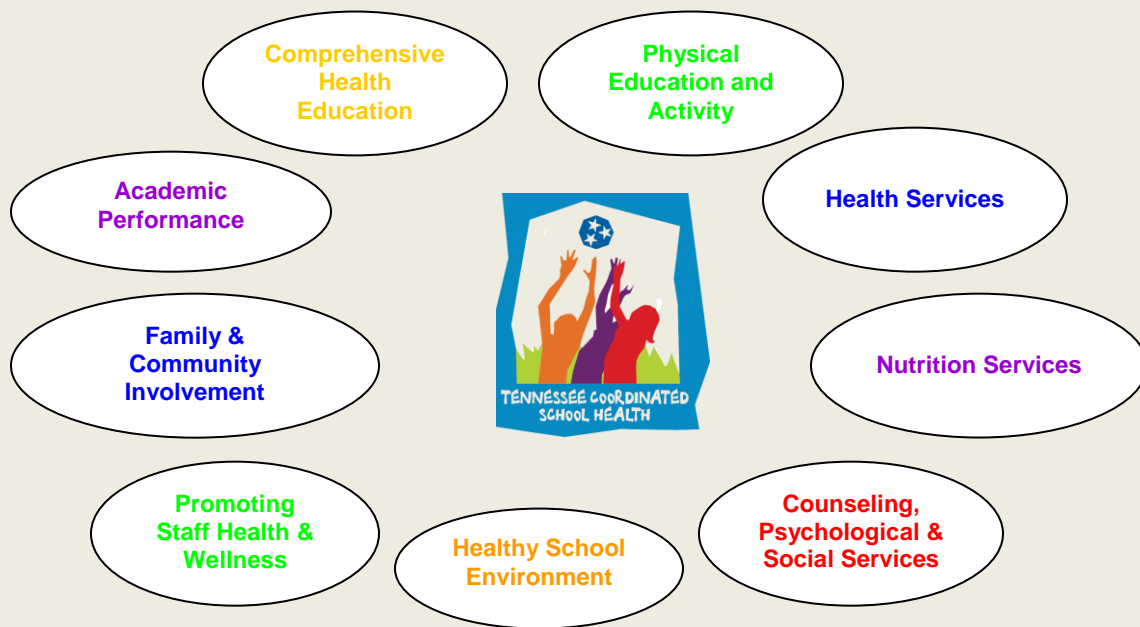 Comprehensive
Health
Education
Physical
Education and
Activity
Academic
Performance
Health Services
Family &
Community
Involvement
TENNESSEE COORDINATED
SCHOOL HEALTH
Nutrition Services
Promoting
Staff Health &
Wellness
Healthy School
Environment
Counseling,
Psychological &
Social Services